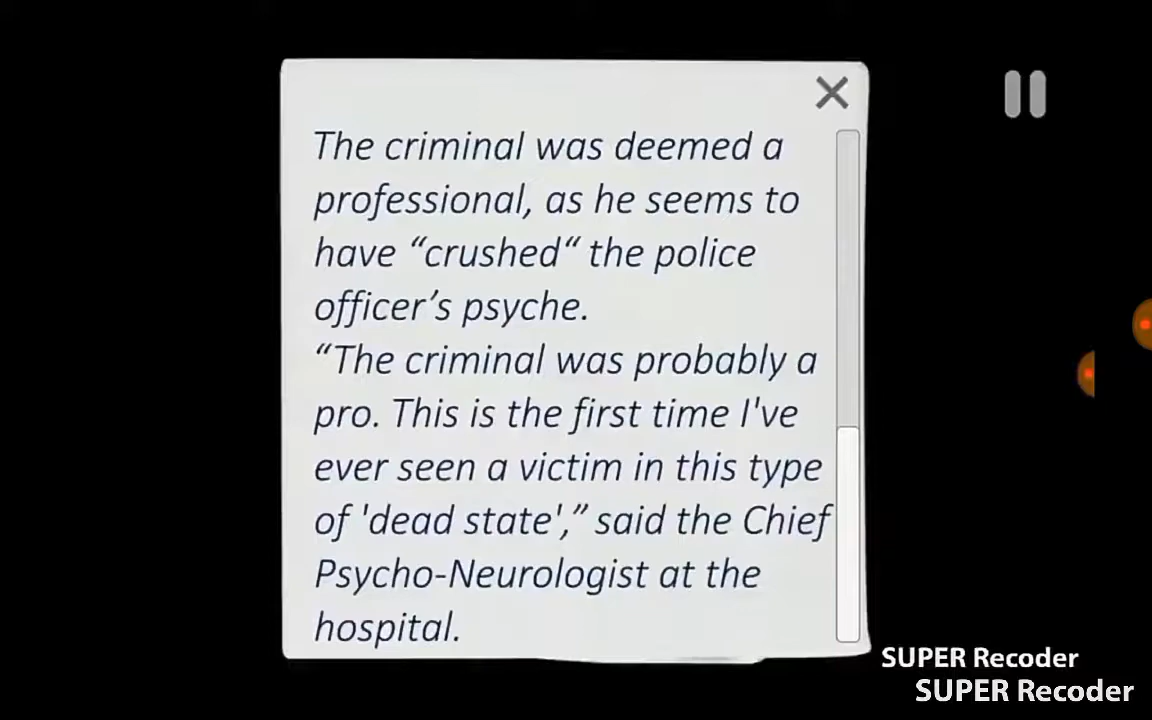 The criminal was deemed a
professional, as he seems to
have “crushed“ the police
officer’s psyche.
“The criminal was probably a
pro. This is the first time I've
ever seen a victim in this type
of 'dead state',” said the Chief
Psycho-Neurologist at the
hospital.
SUPER Recoder
SUPER Recoder